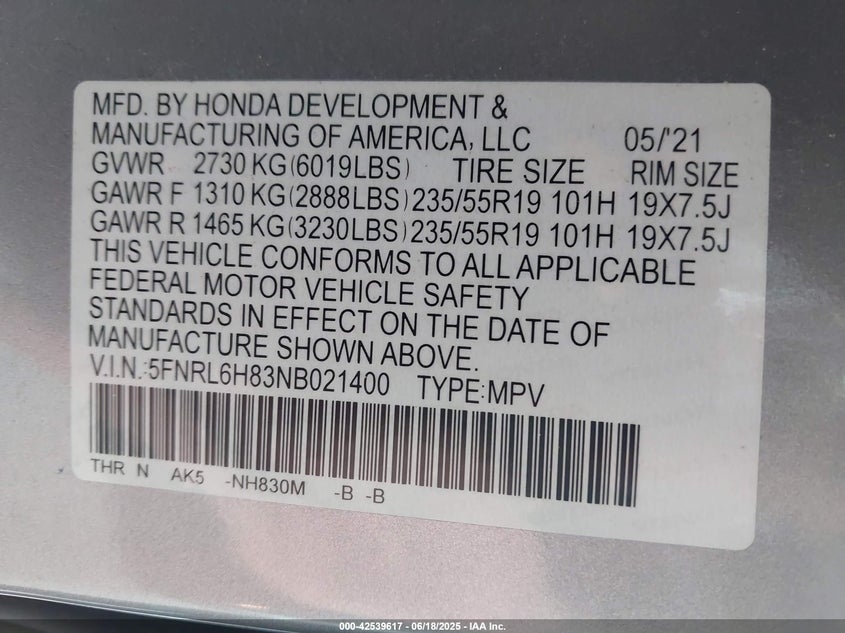 MFD. BY HONDA DEVELOPMENT &
MANUFACTURING OF AMERICA, LLC 05/'21
GVWR 2730 KG(6019LBS) TIRE SIZE RIM SIZE
GAWR F 1310 KG(2888LBS) 235/55R19 101H 19X7.5J
GAWR R 1465 KG(3230LBS) 235/55R19 101H 19X7.5J
THIS VEHICLE CONFORMS TO ALL APPLICABLE
FEDERAL MOTOR VEHICLE SAFETY
STANDARDS IN EFFECT ON THE DATE OF
MANUFACTURE SHOWN ABOVE.
V.I.N.:5FNRL6H83NB021400 TYPE:MPV
THR N AK5 -NH830M -B -B
000-42539617 - 06/18/2025 - IAA Inc.